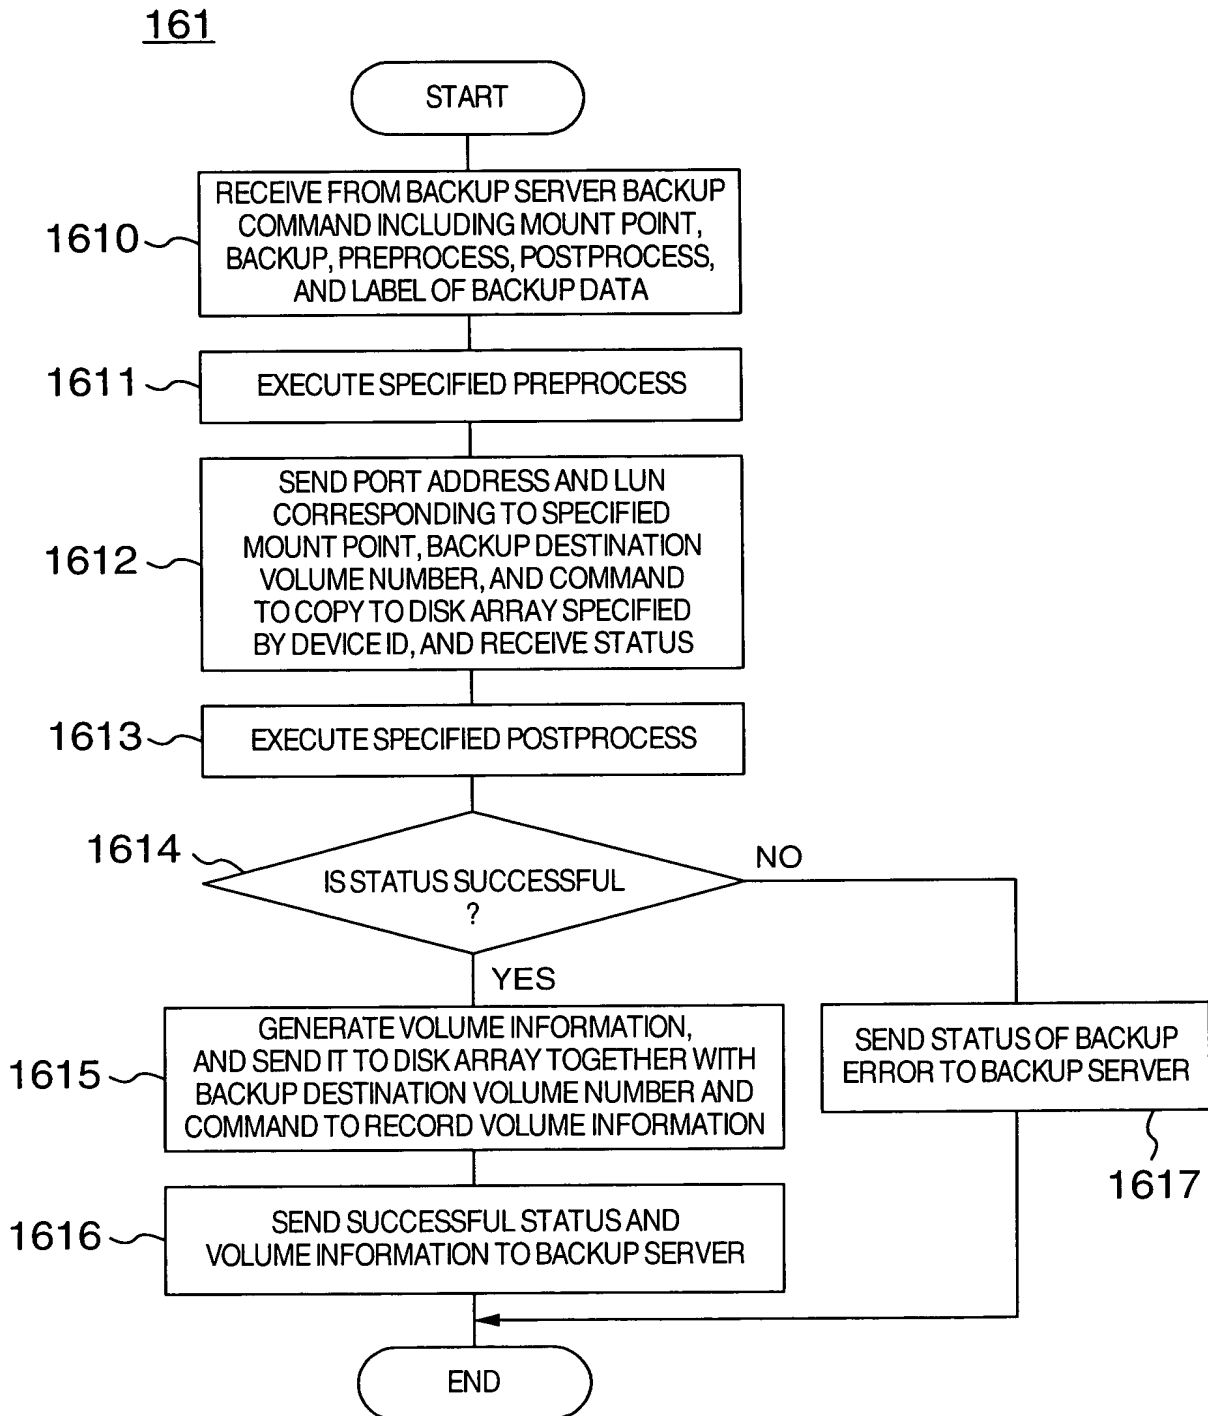 161
START
1610
RECEIVE FROM BACKUP SERVER BACKUP
COMMAND INCLUDING MOUNT POINT,
BACKUP, PREPROCESS, POSTPROCESS,
AND LABEL OF BACKUP DATA
1611
EXECUTE SPECIFIED PREPROCESS
1612
SEND PORT ADDRESS AND LUN
CORRESPONDING TO SPECIFIED
MOUNT POINT, BACKUP DESTINATION
VOLUME NUMBER, AND COMMAND
TO COPY TO DISK ARRAY SPECIFIED
BY DEVICE ID, AND RECEIVE STATUS
1613
EXECUTE SPECIFIED POSTPROCESS
1614
IS STATUS SUCCESSFUL
?
NO
YES
1615
GENERATE VOLUME INFORMATION,
AND SEND IT TO DISK ARRAY TOGETHER WITH
BACKUP DESTINATION VOLUME NUMBER AND
COMMAND TO RECORD VOLUME INFORMATION
SEND STATUS OF BACKUP
ERROR TO BACKUP SERVER
1617
1616
SEND SUCCESSFUL STATUS AND
VOLUME INFORMATION TO BACKUP SERVER
END